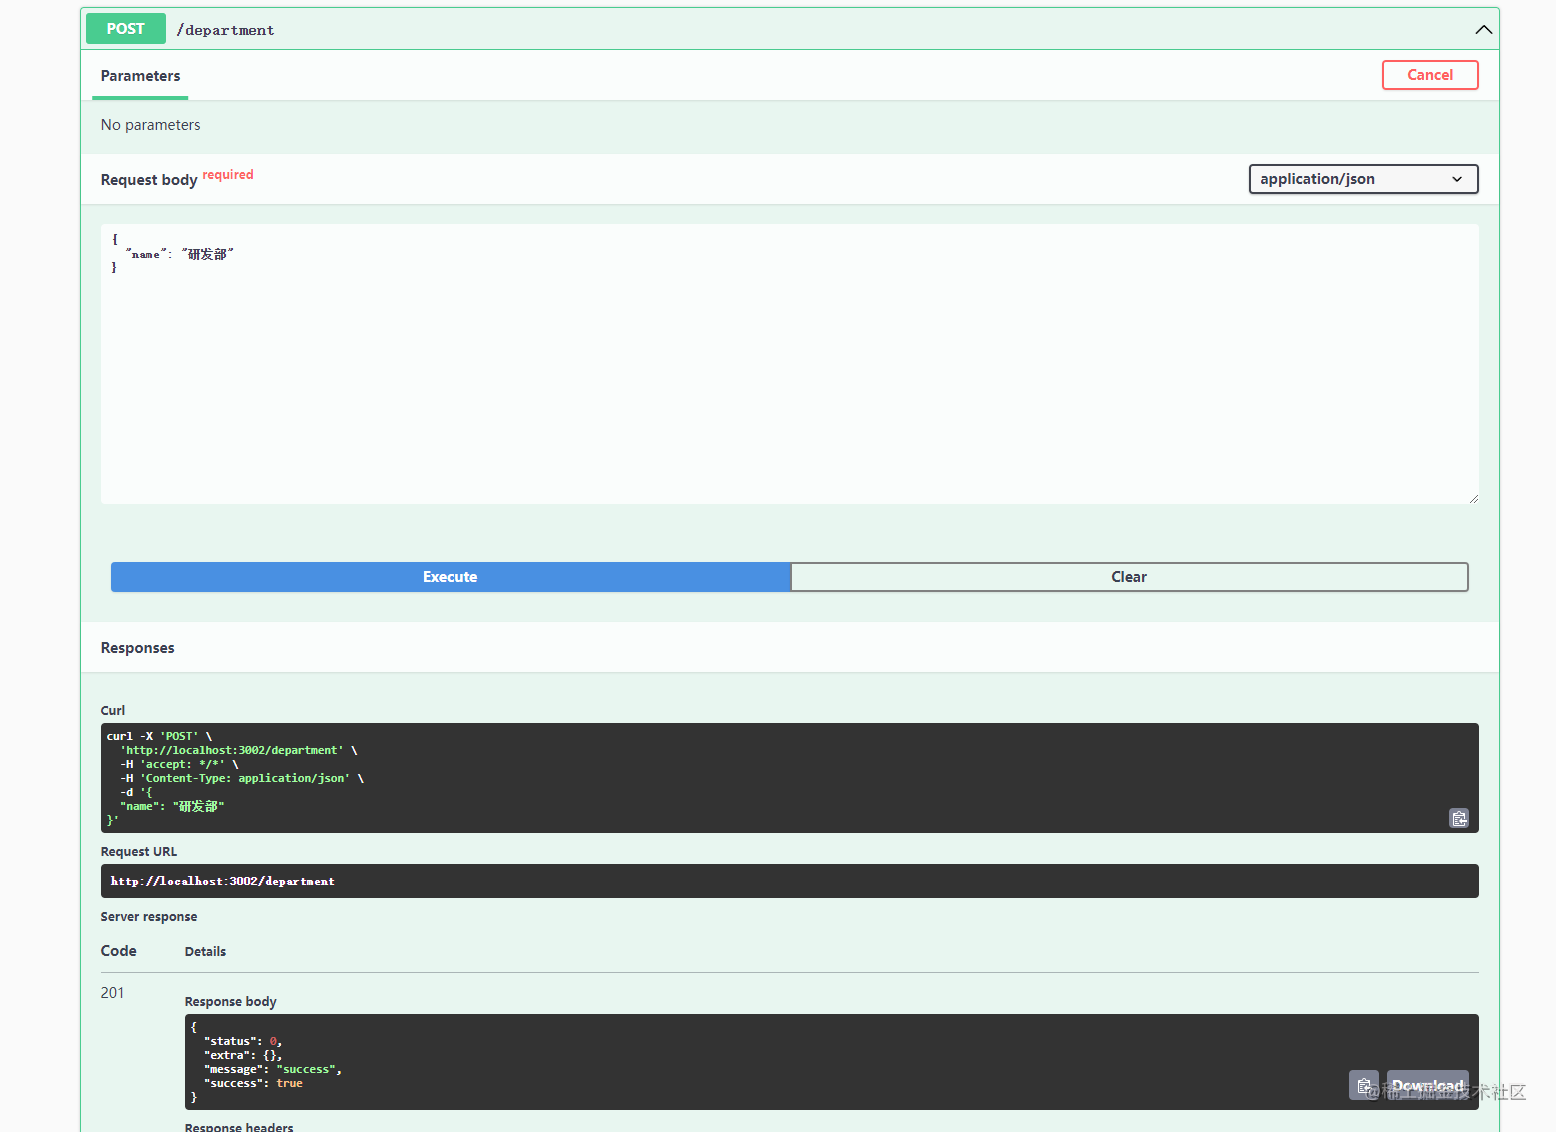 POST /department
Parameters
Cancel
No parameters
Request body required
application/json
{
  "name": "研发部"
}
Execute
Clear
Responses
Curl
curl -X 'POST' \
  'http://localhost:3002/department' \
  -H 'accept: */*' \
  -H 'Content-Type: application/json' \
  -d '{
  "name": "研发部"
}'
Request URL
http://localhost:3002/department
Server response
Code Details
201
Response body
{
  "status": 0,
  "extra": {},
  "message": "success",
  "success": true
}
Download
@稀土掘金技术社区
Response headers